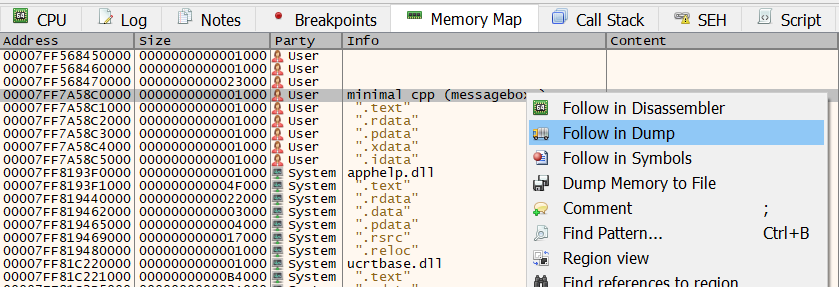 CPU Log Notes Breakpoints Memory Map Call Stack SEH Script
Address Size Party Info Content
00007FF568450000 0000000000001000 User
00007FF568460000 0000000000001000 User
00007FF568470000 0000000000023000 User
00007FF7A58C0000 0000000000001000 User minimal cpp (messagebox
00007FF7A58C1000 0000000000001000 User ".text"
00007FF7A58C2000 0000000000001000 User ".rdata"
00007FF7A58C3000 0000000000001000 User ".pdata"
00007FF7A58C4000 0000000000001000 User ".xdata"
00007FF7A58C5000 0000000000001000 User ".idata"
00007FF8193F0000 0000000000001000 System apphelp.dll
00007FF8193F1000 000000000004F000 System ".text"
00007FF819440000 0000000000022000 System ".rdata"
00007FF819462000 0000000000003000 System ".data"
00007FF819465000 0000000000004000 System ".pdata"
00007FF819469000 0000000000017000 System ".rsrc"
00007FF819480000 0000000000001000 System ".reloc"
00007FF81C220000 0000000000001000 System ucrtbase.dll
00007FF81C221000 00000000000B4000 System ".text"
Follow in Disassembler
Follow in Dump
Follow in Symbols
Dump Memory to File
Comment ;
Find Pattern... Ctrl+B
Region view
Find references to region